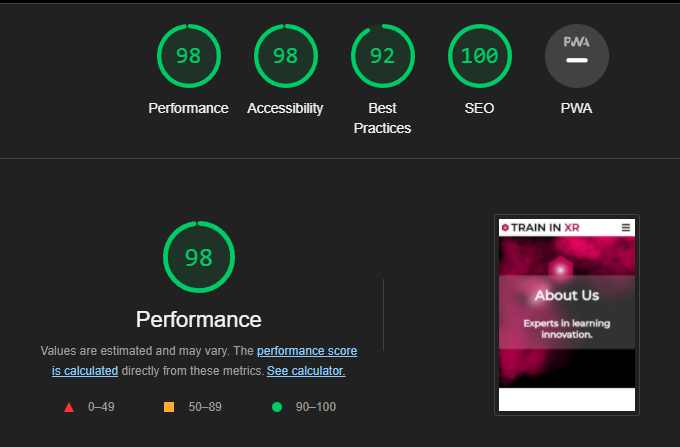 98
98
92
100
PWA
Performance
Accessibility
Best
Practices
SEO
PWA
98
Performance
Values are estimated and may vary. The performance score
is calculated directly from these metrics. See calculator.
0–49
50–89
90–100
TRAIN IN XR
About Us
Experts in learning
innovation.